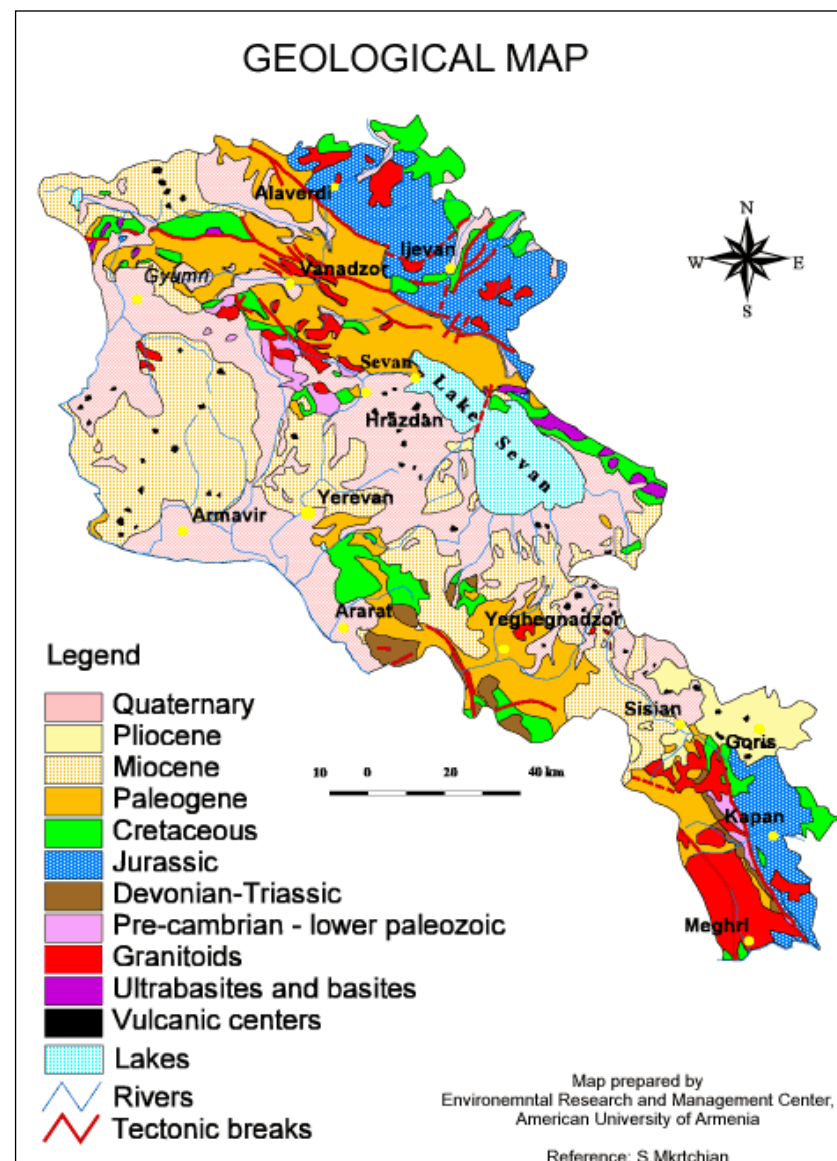 GEOLOGICAL MAP
Alaverdi
Ijevan
N
W E
S
Vanadzor
Gyumri
Sevan
Lake
Sevan
Hrazdan
Yerevan
Armavir
Ararat
Yeghegnadzor
Sisian
Goris
Kapan
Meghri
10 0 20 40 km
Legend
Quaternary
Pliocene
Miocene
Paleogene
Cretaceous
Jurassic
Devonian-Triassic
Pre-cambrian - lower paleozoic
Granitoids
Ultrabasites and basites
Vulcanic centers
Lakes
Rivers
Tectonic breaks
Map prepared by
Environemntal Research and Management Center,
American University of Armenia
Reference: S.Mkrtchian